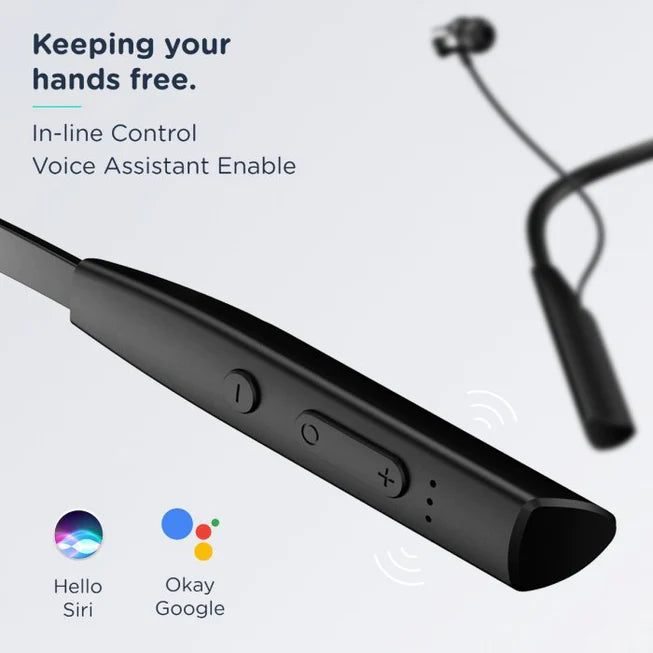 Keeping your
hands free.
In-line Control
Voice Assistant Enable
Hello
Siri
Okay
Google